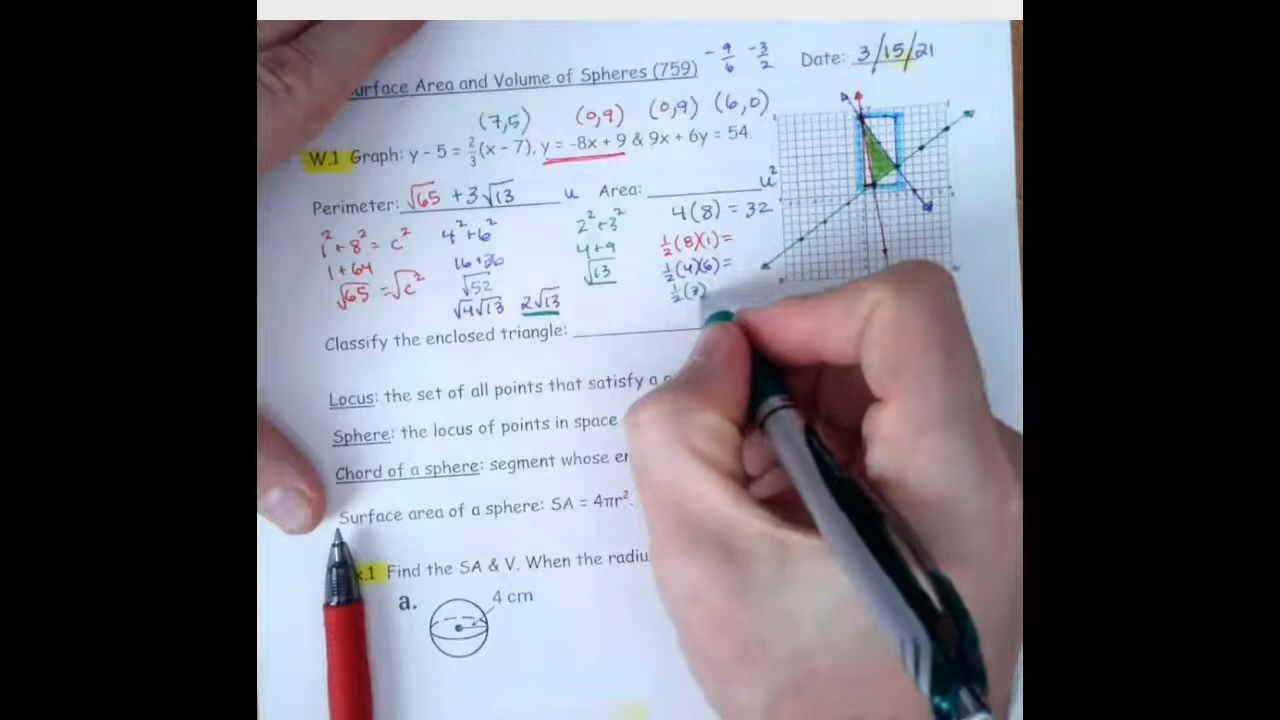 urface Area and Volume of Spheres (759)
- 9/6 -3/2
Date: 3/15/21
(7,5) (0,9) (0,9) (6,0)
W.1 Graph: y - 5 = 2/3(x - 7), y = -8x + 9 & 9x + 6y = 54.
Perimeter: √65 + 3√13 u Area: u²
1² + 8² = c²
1 + 64
√65 = √c²
4² + 6²
16 + 36
√52
√4√13 2√13
2² + 3²
4 + 9
√13
4(8) = 32
1/2(8)(1) =
1/2(4)(6) =
1/2(3)
Classify the enclosed triangle:
Locus: the set of all points that satisfy a
Sphere: the locus of points in space
Chord of a sphere: segment whose
Surface area of a sphere: SA = 4πr².
.1 Find the SA & V. When the radiu
a. 4 cm